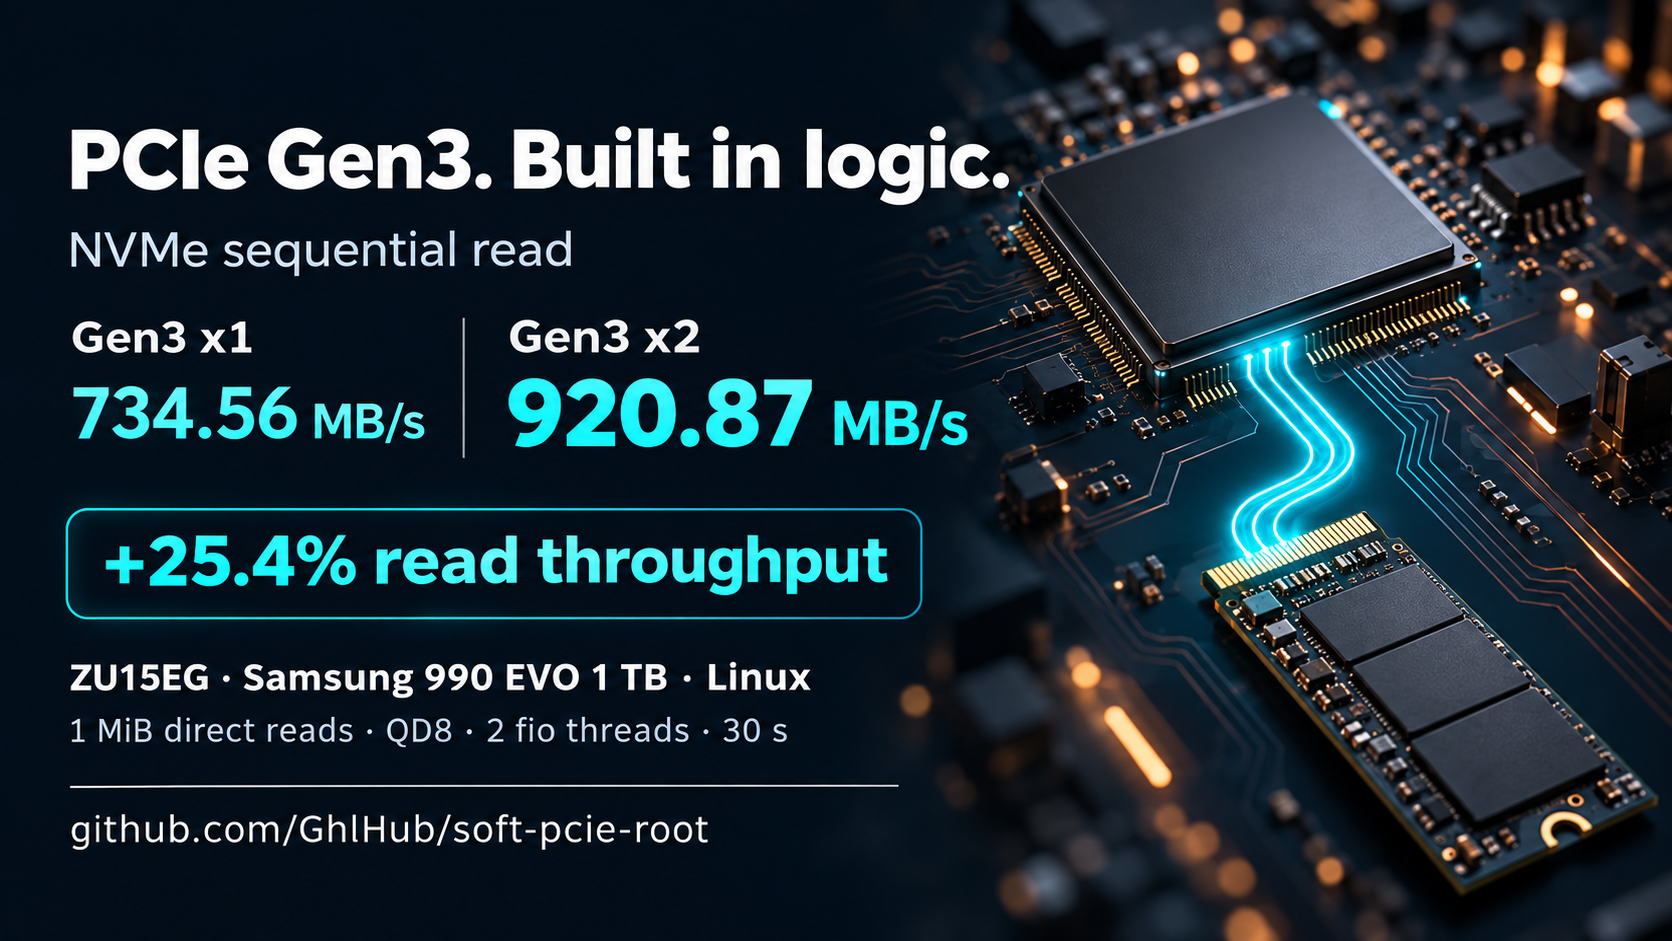 PCIe Gen3. Built in logic.
NVMe sequential read
Gen3 x1
734.56 MB/s
Gen3 x2
920.87 MB/s
+25.4% read throughput
ZU15EG · Samsung 990 EVO 1 TB · Linux
1 MiB direct reads · QD8 · 2 fio threads · 30 s
github.com/GhlHub/soft-pcie-root